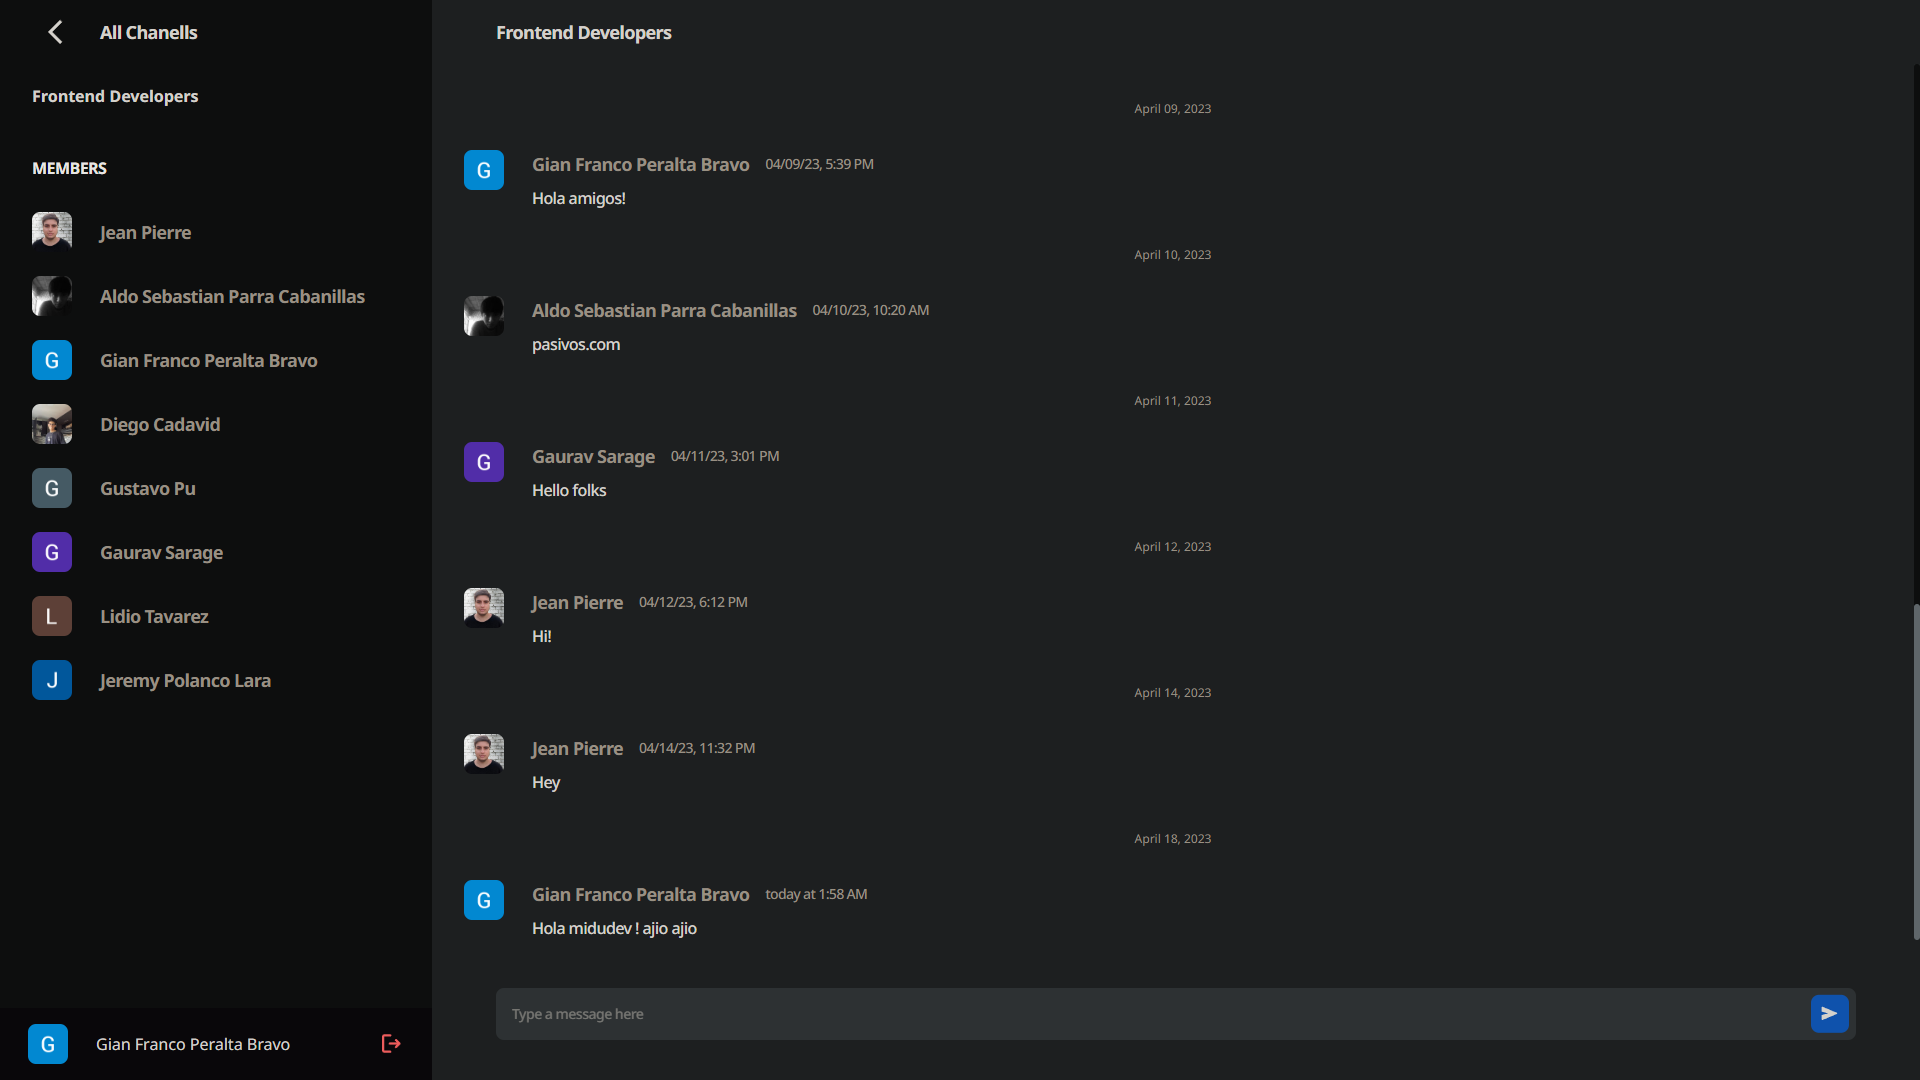 All Chanells
Frontend Developers
MEMBERS
Jean Pierre
Aldo Sebastian Parra Cabanillas
G
Gian Franco Peralta Bravo
Diego Cadavid
G
Gustavo Pu
G
Gaurav Sarage
L
Lidio Tavarez
J
Jeremy Polanco Lara
G
Gian Franco Peralta Bravo
Frontend Developers
April 09, 2023
G
Gian Franco Peralta Bravo 04/09/23, 5:39 PM
Hola amigos!
April 10, 2023
Aldo Sebastian Parra Cabanillas 04/10/23, 10:20 AM
pasivos.com
April 11, 2023
G
Gaurav Sarage 04/11/23, 3:01 PM
Hello folks
April 12, 2023
Jean Pierre 04/12/23, 6:12 PM
Hi!
April 14, 2023
Jean Pierre 04/14/23, 11:32 PM
Hey
April 18, 2023
G
Gian Franco Peralta Bravo today at 1:58 AM
Hola midudev ! ajio ajio
Type a message here